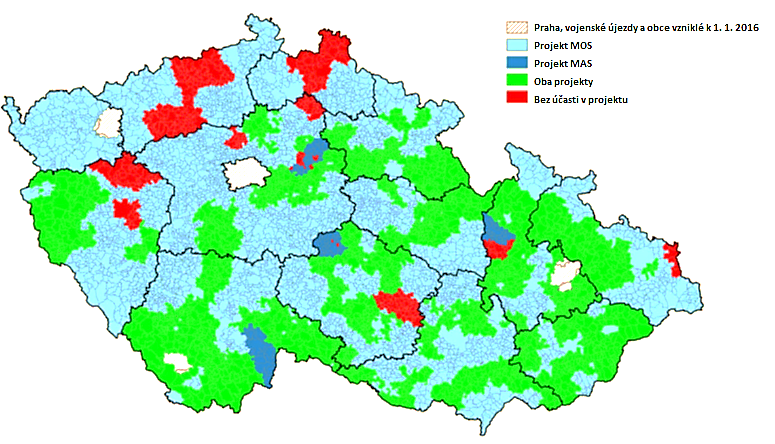 Praha, vojenské újezdy a obce vzniklé k 1. 1. 2016
Projekt MOS
Projekt MAS
Oba projekty
Bez účasti v projektu